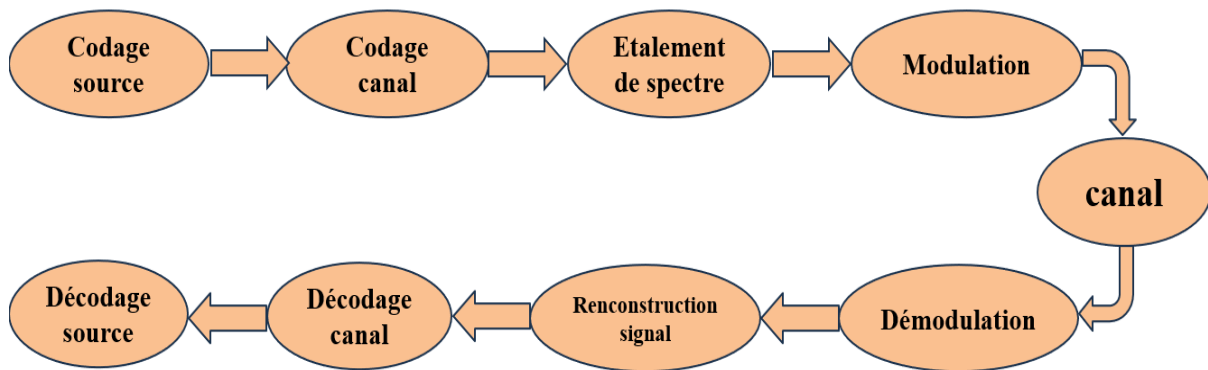 Codage
source
Codage
canal
Etalement
de spectre
Modulation
canal
Démodulation
Renconstruction
signal
Décodage
canal
Décodage
source